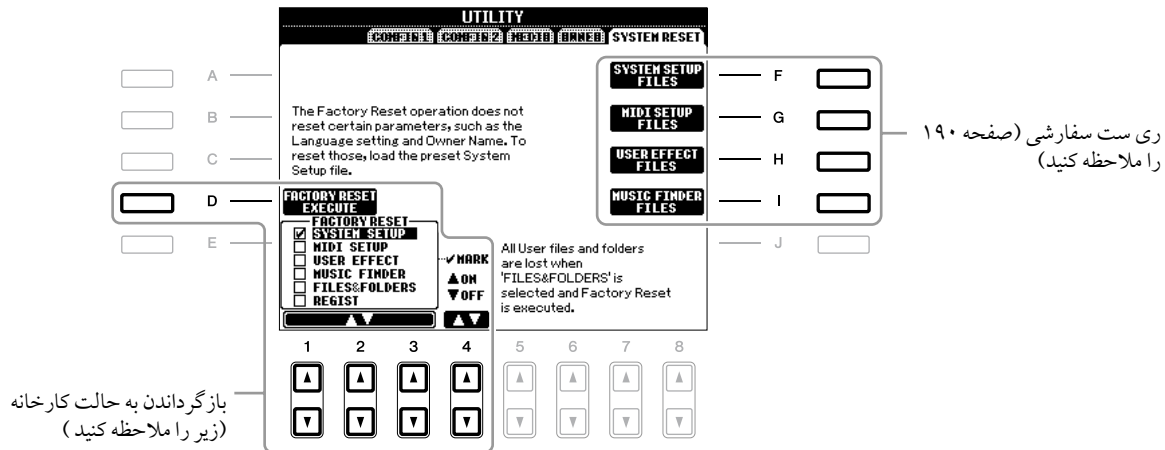 UTILITY
CONFIG 1 CONFIG 2 MEDIA OWNER SYSTEM RESET
SYSTEM SETUP
FILES
MIDI SETUP
FILES
USER EFFECT
FILES
MUSIC FINDER
FILES
A
B
C
D
E
F
G
H
I
J
The Factory Reset operation does not
reset certain parameters, such as the
Language setting and Owner Name. To
reset those, load the preset System
Setup file.
FACTORY RESET
EXECUTE
FACTORY RESET
SYSTEM SETUP
MIDI SETUP
USER EFFECT
MUSIC FINDER
FILES&FOLDERS
REGIST
MARK
▲ON
▼OFF
All User files and folders
are lost when
'FILES&FOLDERS' is
selected and Factory Reset
is executed.
1 2 3 4 5 6 7 8
ری ست سفارشی (صفحه ۱۹۰
را ملاحظه کنید)
بازگرداندن به حالت کارخانه
(زیر را ملاحظه کنید )